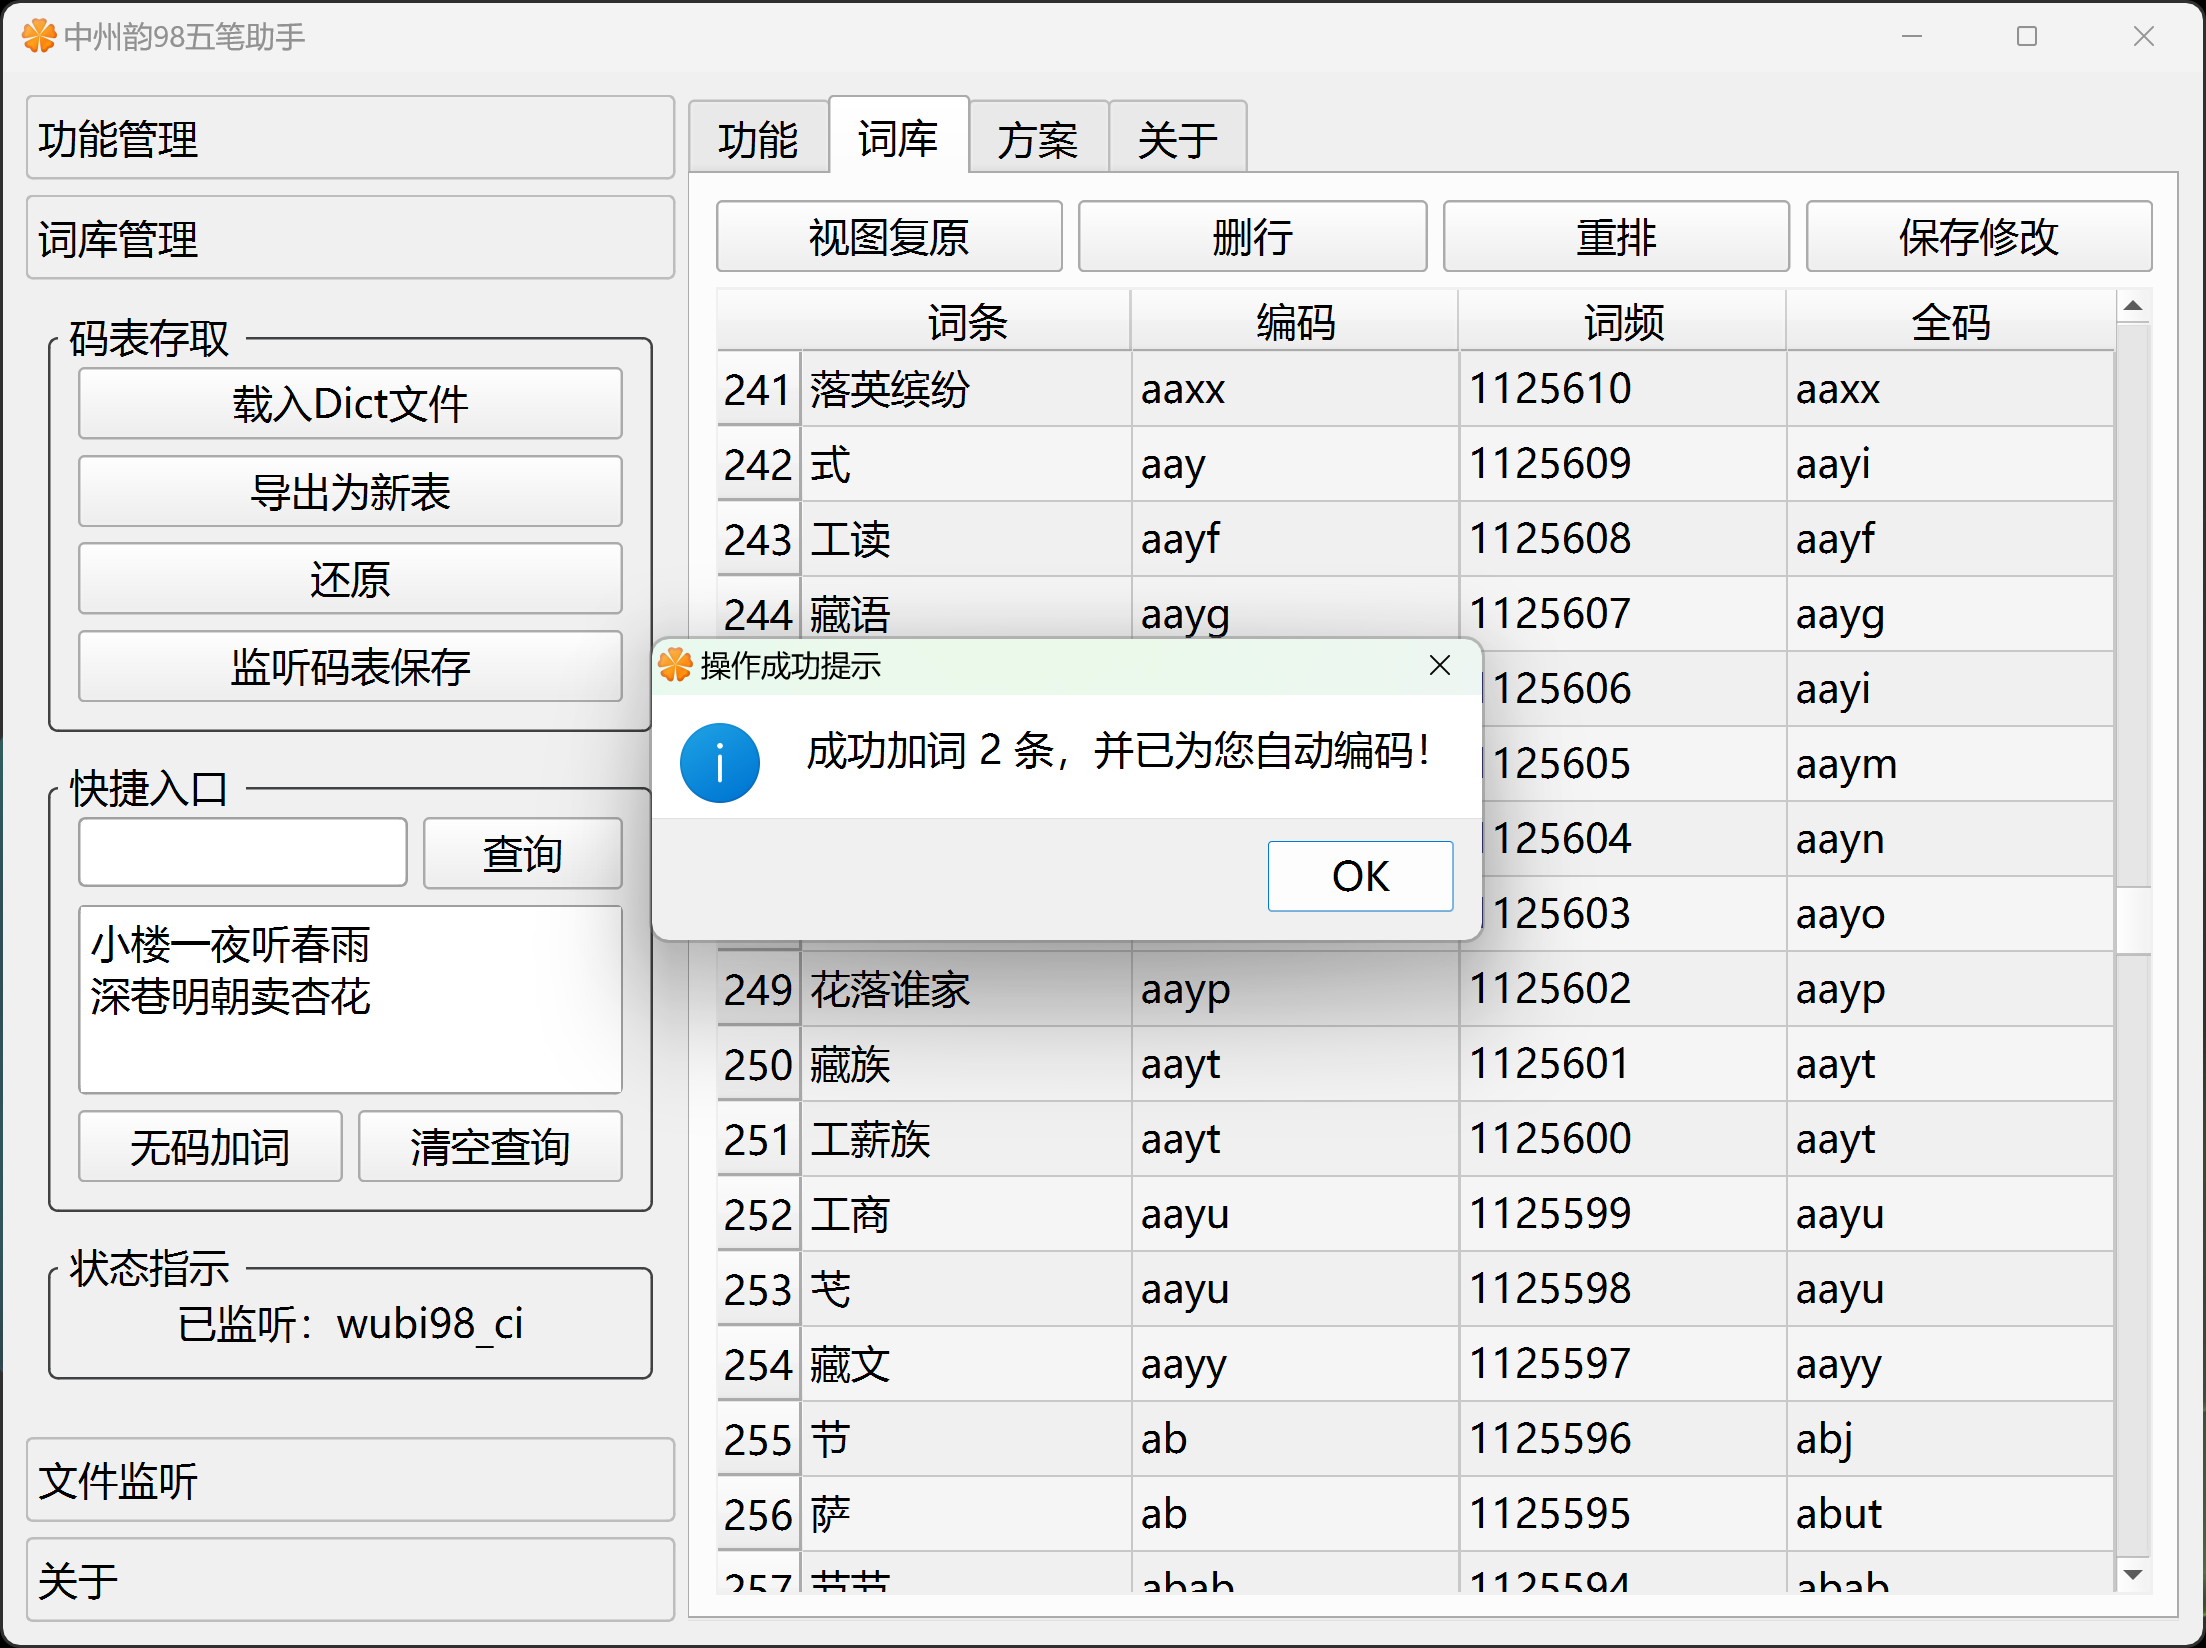 中州韵98五笔助手
功能管理
词库管理
码表存取
载入Dict文件
导出为新表
还原
监听码表保存
快捷入口
查询
小楼一夜听春雨
深巷明朝卖杏花
无码加词
清空查询
状态指示
已监听：wubi98_ci
文件监听
关于
功能 词库 方案 关于
视图复原 删行 重排 保存修改
词条 编码 词频 全码
241 落英缤纷 aaxx 1125610 aaxx
242 式 aay 1125609 aayi
243 工读 aayf 1125608 aayf
244 藏语 aayg 1125607 aayg
125606 aayi
125605 aaym
125604 aayn
125603 aayo
249 花落谁家 aayp 1125602 aayp
250 藏族 aayt 1125601 aayt
251 工薪族 aayt 1125600 aayt
252 工商 aayu 1125599 aayu
253 芅 aayu 1125598 aayu
254 藏文 aayy 1125597 aayy
255 节 ab 1125596 abj
256 萨 ab 1125595 abut
257 节节 abab 1125594 abab
操作成功提示
成功加词 2 条，并已为您自动编码！
OK